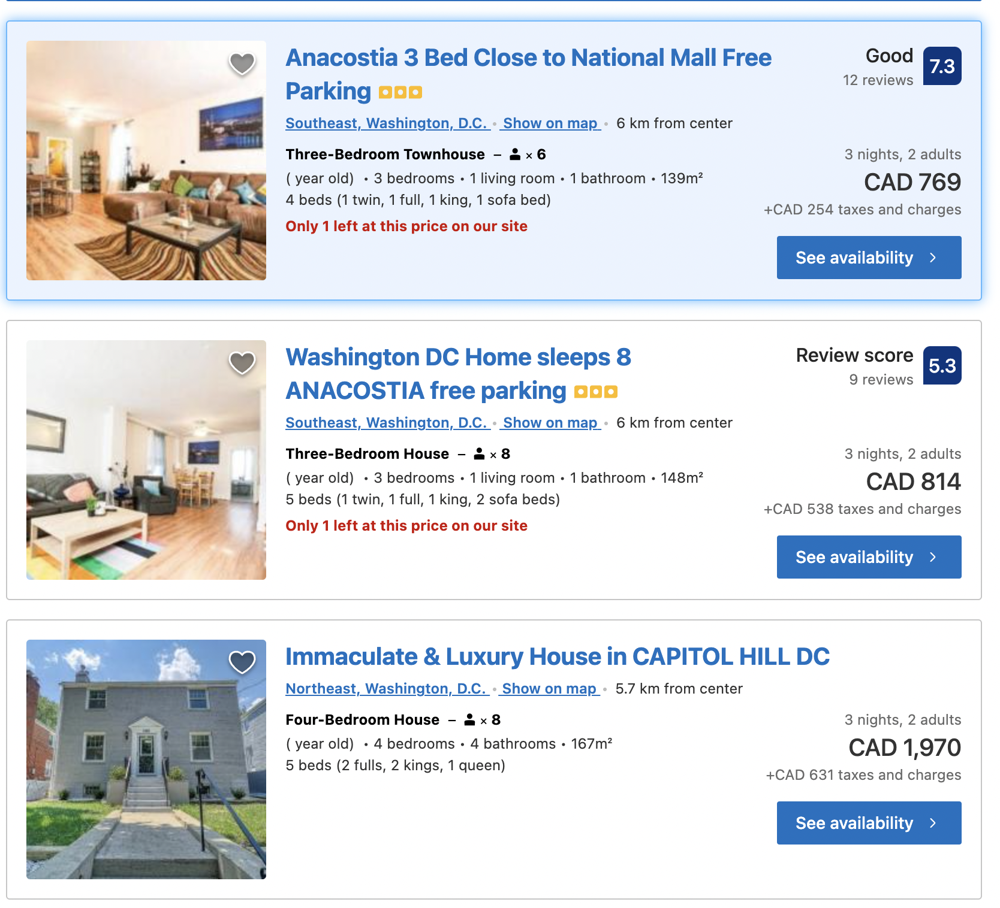 Anacostia 3 Bed Close to National Mall Free
Parking
Good
12 reviews
7.3
Southeast, Washington, D.C. • Show on map • 6 km from center
Three-Bedroom Townhouse – × 6
( year old) • 3 bedrooms • 1 living room • 1 bathroom • 139m²
4 beds (1 twin, 1 full, 1 king, 1 sofa bed)
Only 1 left at this price on our site
3 nights, 2 adults
CAD 769
+CAD 254 taxes and charges
See availability
Washington DC Home sleeps 8
ANACOSTIA free parking
Review score
9 reviews
5.3
Southeast, Washington, D.C. • Show on map • 6 km from center
Three-Bedroom House – × 8
( year old) • 3 bedrooms • 1 living room • 1 bathroom • 148m²
5 beds (1 twin, 1 full, 1 king, 2 sofa beds)
Only 1 left at this price on our site
3 nights, 2 adults
CAD 814
+CAD 538 taxes and charges
See availability
Immaculate & Luxury House in CAPITOL HILL DC
Northeast, Washington, D.C. • Show on map • 5.7 km from center
Four-Bedroom House – × 8
( year old) • 4 bedrooms • 4 bathrooms • 167m²
5 beds (2 fulls, 2 kings, 1 queen)
3 nights, 2 adults
CAD 1,970
+CAD 631 taxes and charges
See availability